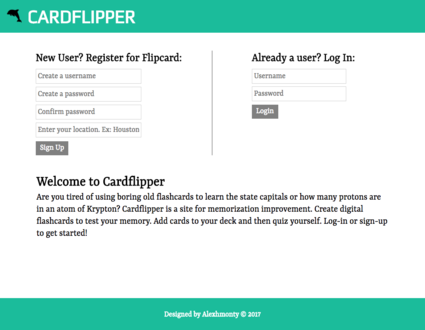 CARDFLIPPER
New User? Register for Flipcard:
Create a username
Create a password
Confirm password
Enter your location. Ex: Houston
Sign Up
Already a user? Log In:
Username
Password
Login
Welcome to Cardflipper
Are you tired of using boring old flashcards to learn the state capitals or how many protons are
in an atom of Krypton? Cardflipper is a site for memorization improvement. Create digital
flashcards to test your memory. Add cards to your deck and then quiz yourself. Log-in or sign-up
to get started!
Designed by Alexhmonty © 2017